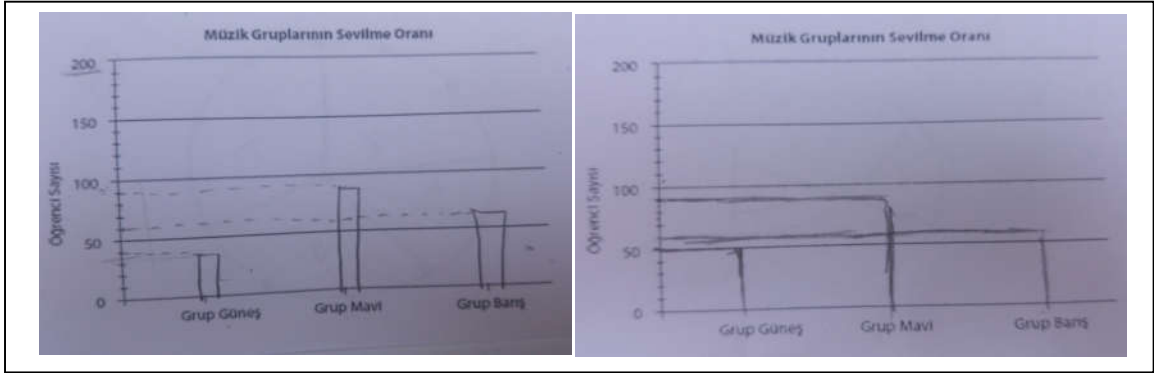 Müzik Gruplarının Sevilme Oranı
200
150
100
50
0
Öğrenci Sayısı
Grup Güneş
Grup Mavi
Grup Barış
Müzik Gruplarının Sevilme Oranı
200
150
100
50
0
Öğrenci Sayısı
Grup Güneş
Grup Mavi
Grup Barış